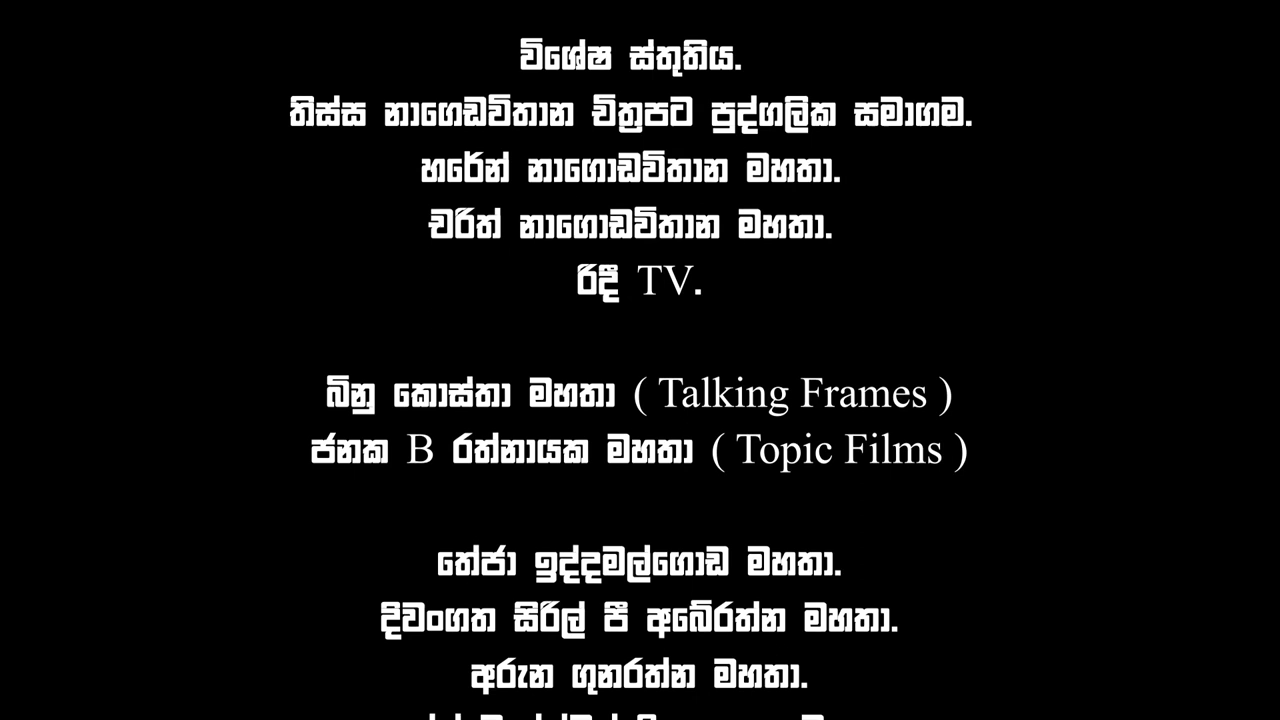 විශේෂ ස්තුතිය.
තිස්ස නාගෙඩවිතාන චිත්‍රපට පුද්ගලික සමාගම.
හරේන් නාගොඩවිතාන මහතා.
චරිත් නාගොඩවිතාන මහතා.
රිදී TV.
බිනු කොස්තා මහතා ( Talking Frames )
ජනක B රත්නායක මහතා ( Topic Films )
තේජා ඉද්දමල්ගොඩ මහතා.
දිවංගත සිරිල් පී අබේරත්න මහතා.
අරුන ගුනරත්න මහතා.